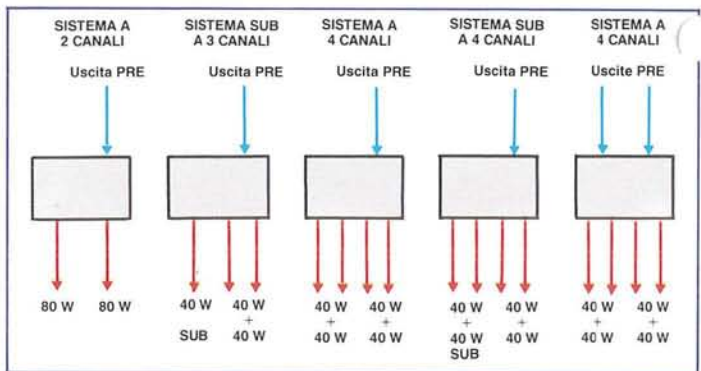 SISTEMA A
2 CANALI
SISTEMA SUB
A 3 CANALI
SISTEMA A
4 CANALI
SISTEMA SUB
A 4 CANALI
SISTEMA A
4 CANALI
Uscita PRE
Uscita PRE
Uscita PRE
Uscita PRE
Uscite PRE
80 W 80 W
40 W 40 W
+
SUB 40 W
40 W 40 W
+ +
40 W 40 W
40 W 40 W
+ +
40 W 40 W
SUB
40 W 40 W
+ +
40 W 40 W